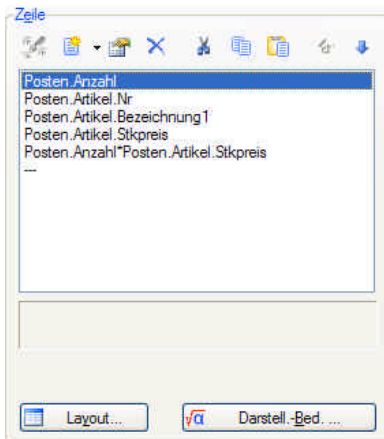 Zeile
Posten.Anzahl
Posten.Artikel.Nr
Posten.Artikel.Bezeichnung1
Posten.Artikel.Stkpreis
Posten.Anzahl*Posten.Artikel.Stkpreis
---
Layout...
√α Darstell.-Bed. ...